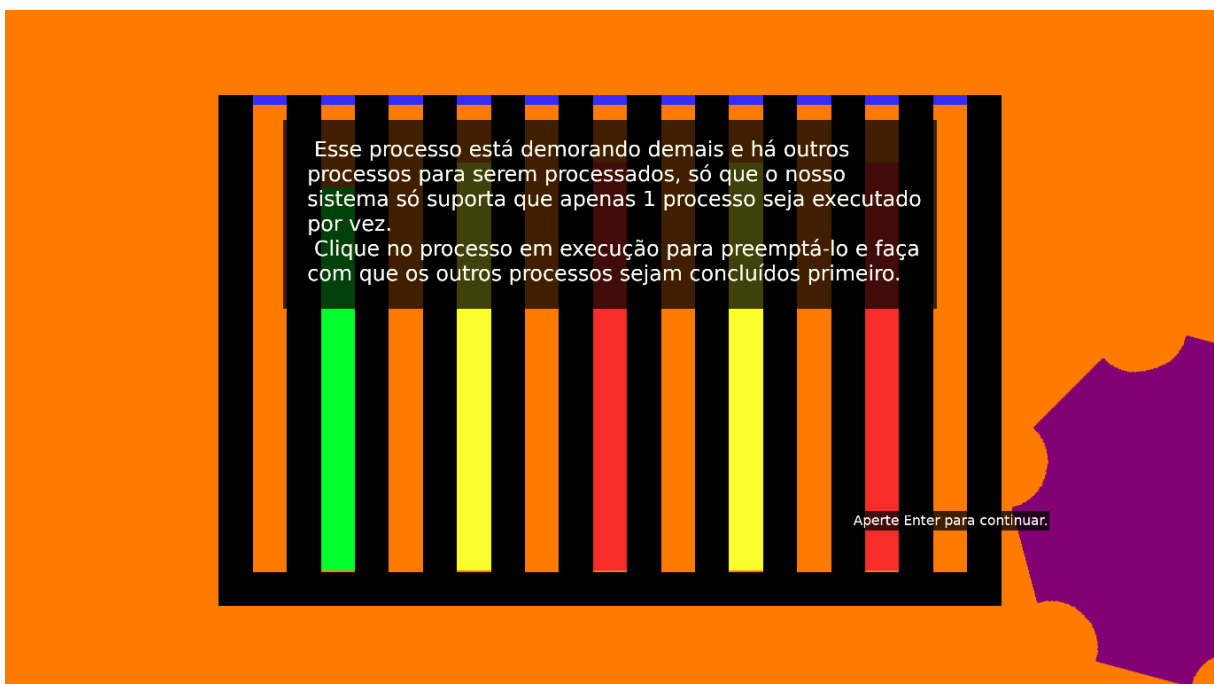 Esse processo está demorando demais e há outros
processos para serem processados, só que o nosso
sistema só suporta que apenas 1 processo seja executado
por vez.
Clique no processo em execução para preemptá-lo e faça
com que os outros processos sejam concluídos primeiro.
Aperte Enter para continuar.